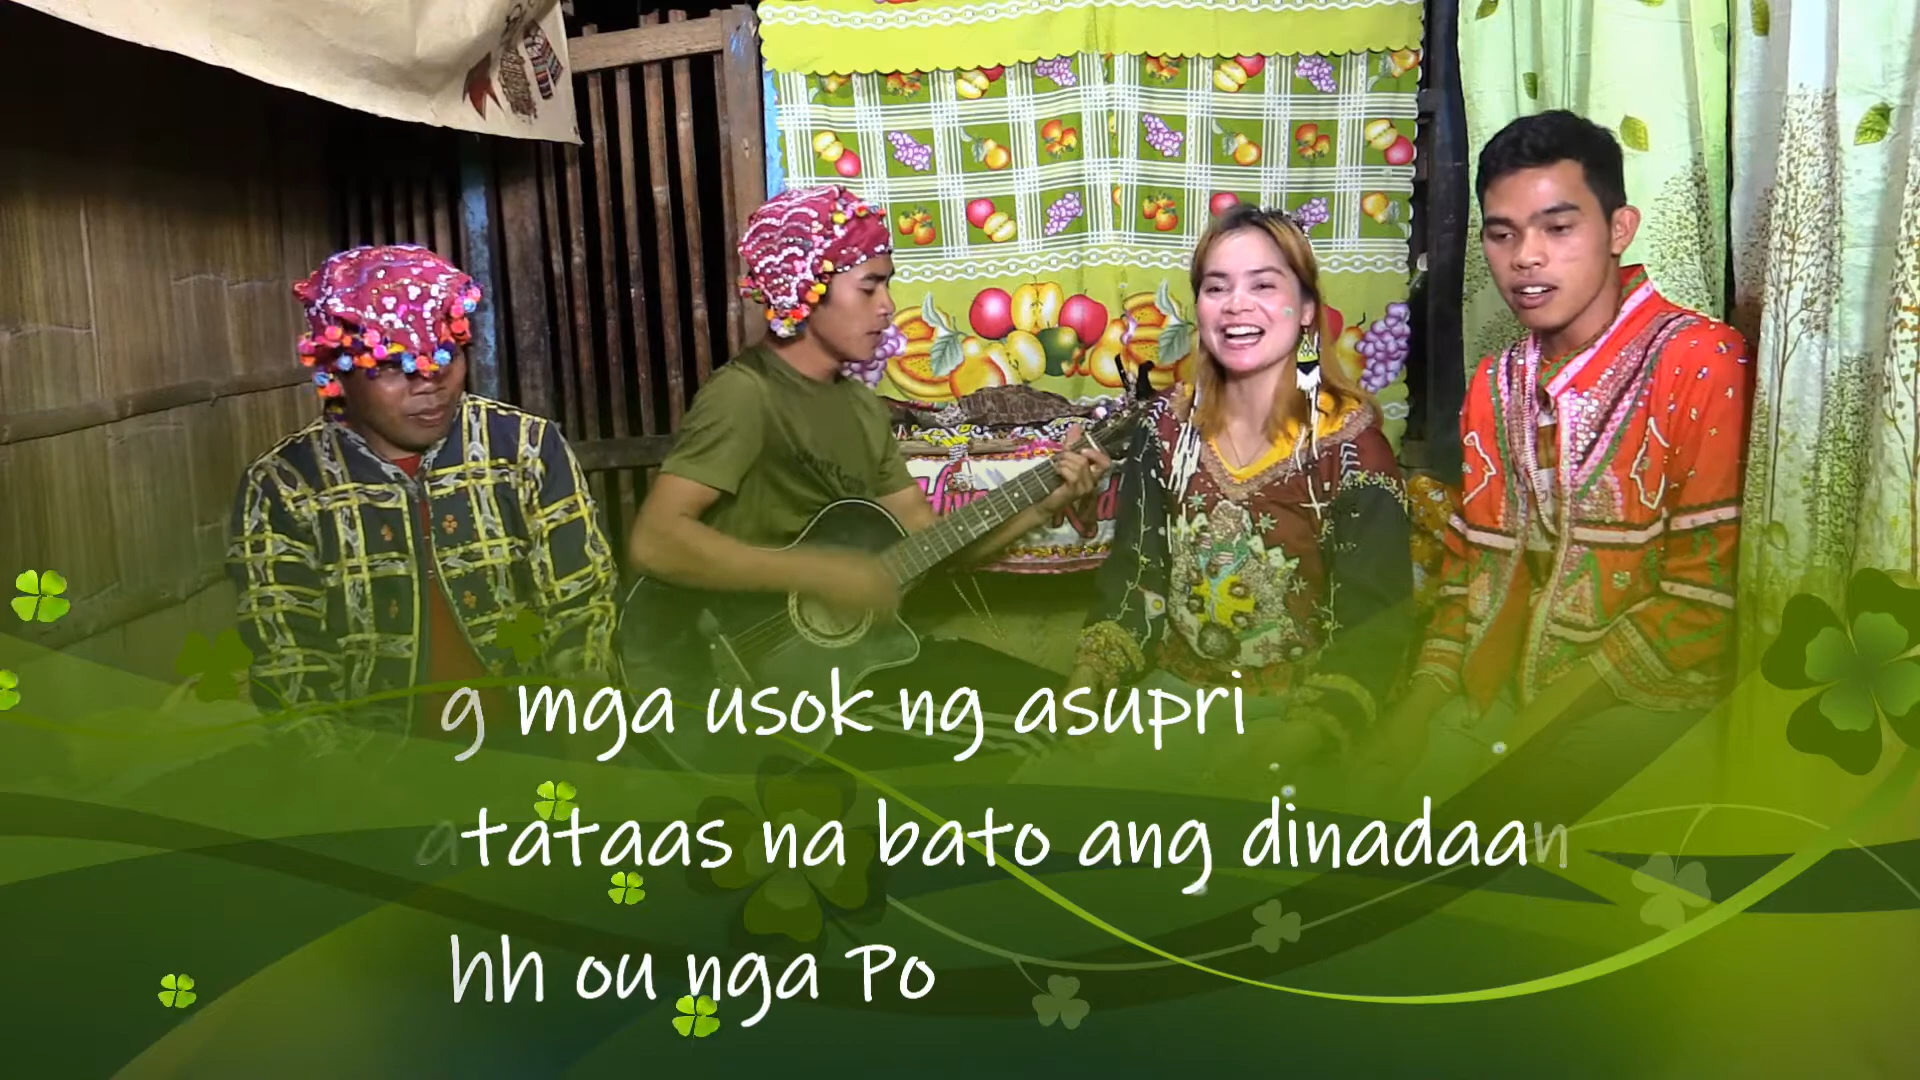 g mga usok ng asupri
atataas na bato ang dinadaan
hh ou nga Po